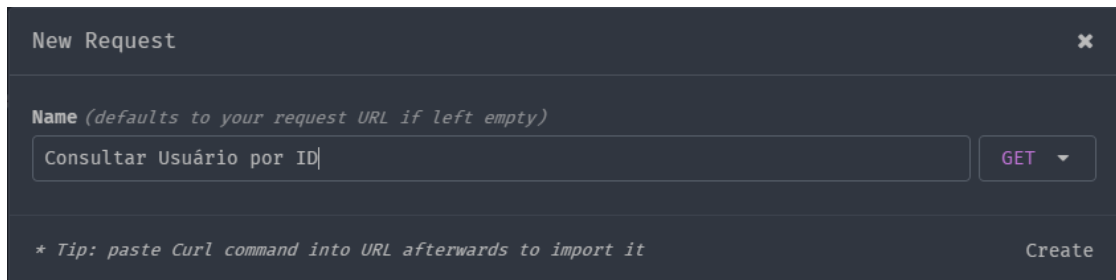 New Request ✖
Name (defaults to your request URL if left empty)
Consultar Usuário por ID GET
* Tip: paste Curl command into URL afterwards to import it Create